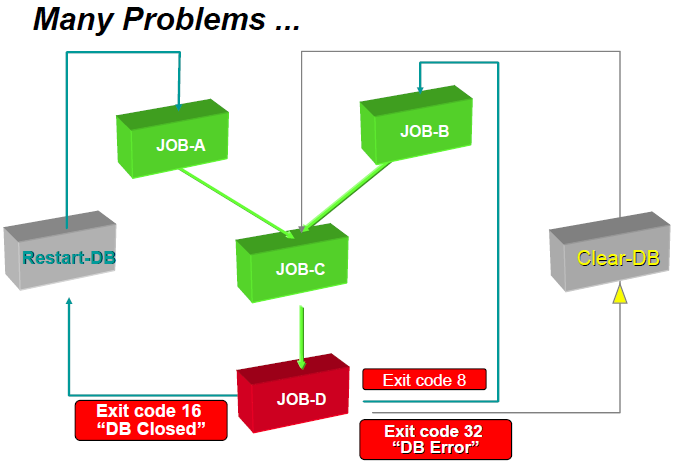 Many Problems ...
JOB-A
JOB-B
Restart-DB
Clear-DB
JOB-C
JOB-D
Exit code 8
Exit code 16
“DB Closed”
Exit code 32
“DB Error”